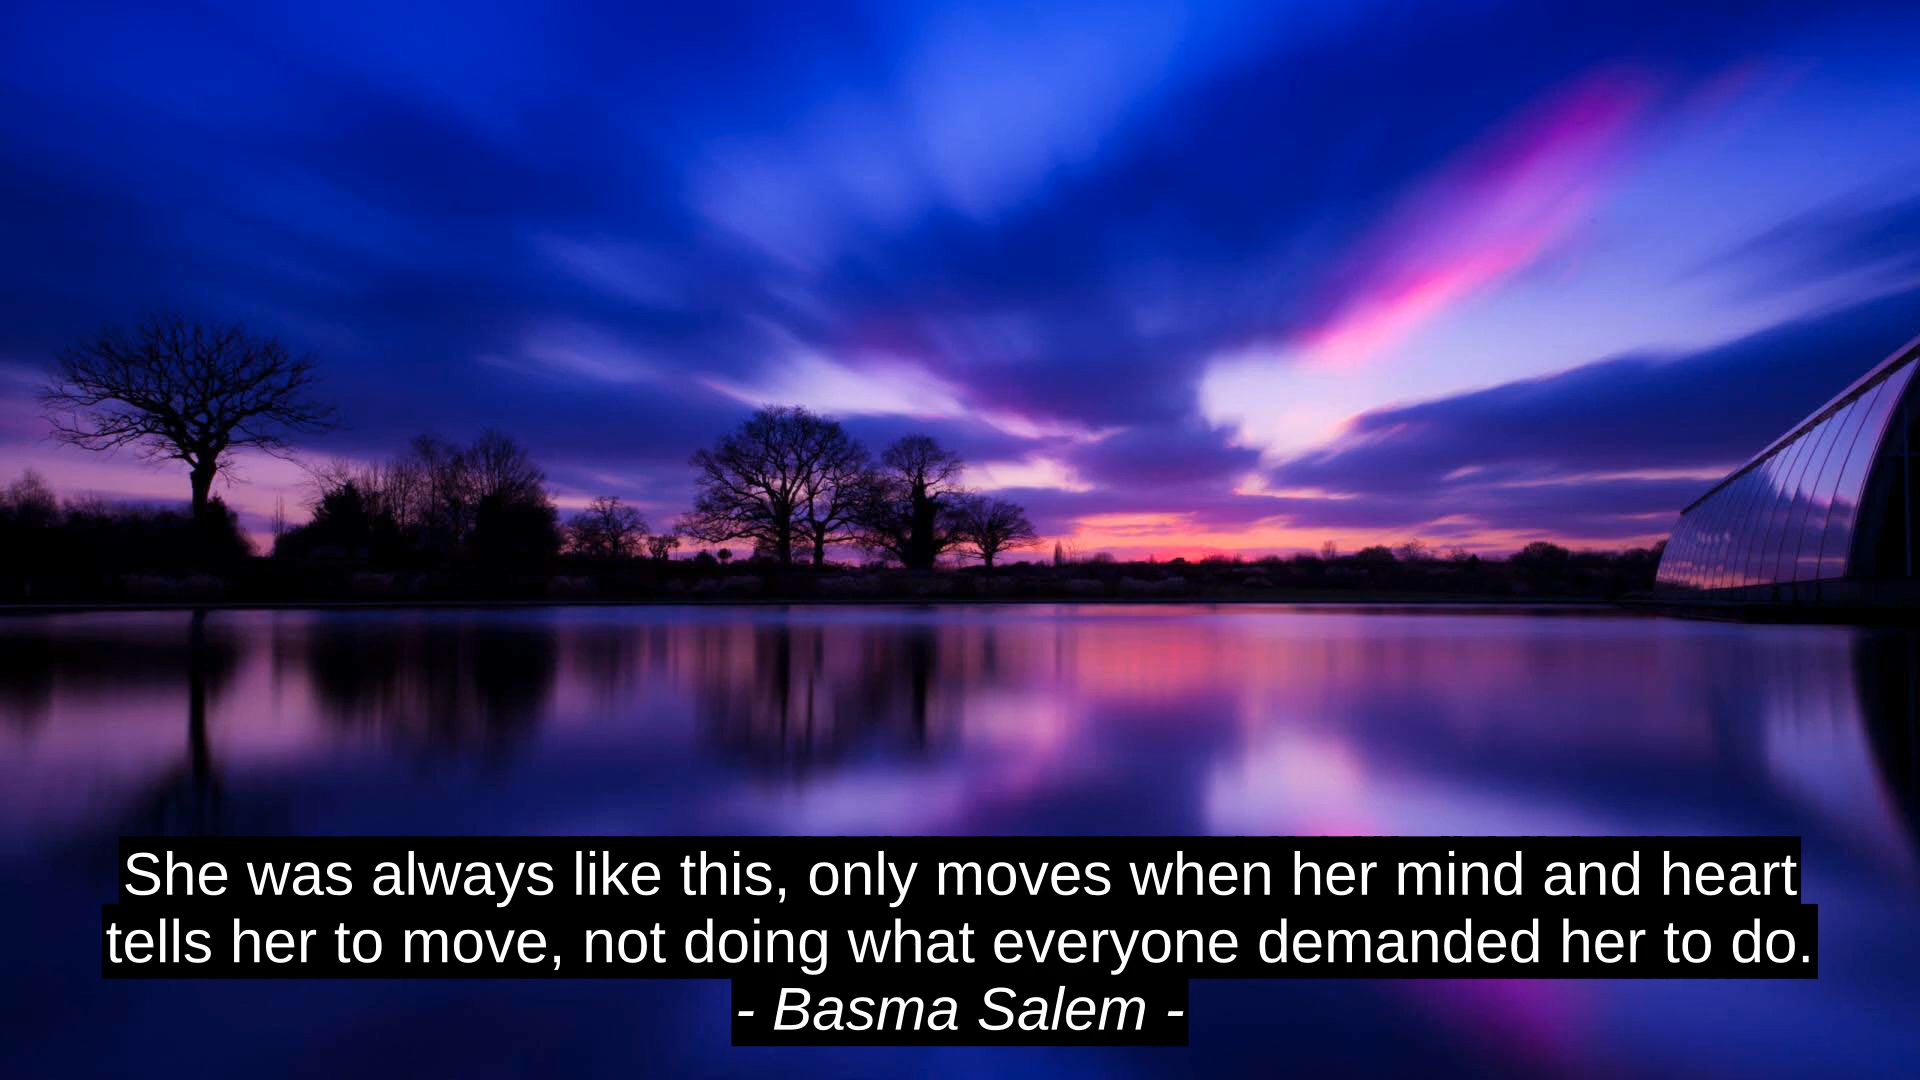 She was always like this, only moves when her mind and heart
tells her to move, not doing what everyone demanded her to do.
- Basma Salem -